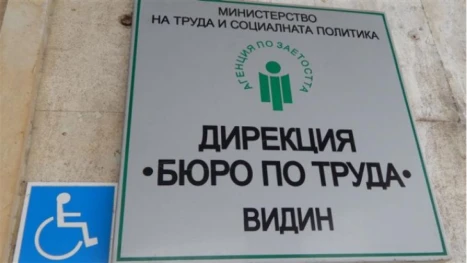 МИНИСТЕРСТВО
НА ТРУДА И СОЦИАЛНАТА ПОЛИТИКА
АГЕНЦИЯ ПО ЗАЕТОСТТА
ДИРЕКЦИЯ
•БЮРО ПО ТРУДА•
ВИДИН